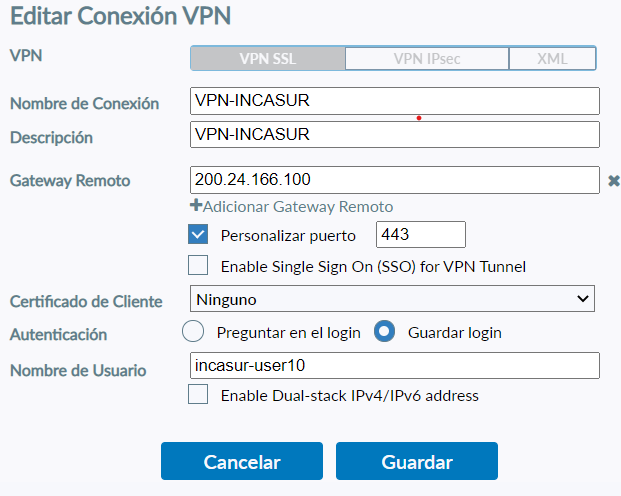 Editar Conexión VPN
VPN VPN SSL VPN IPsec XML
Nombre de Conexión VPN-INCASUR
Descripción VPN-INCASUR
Gateway Remoto 200.24.166.100
+Adicionar Gateway Remoto
Personalizar puerto 443
Enable Single Sign On (SSO) for VPN Tunnel
Certificado de Cliente Ninguno
Autenticación Preguntar en el login Guardar login
Nombre de Usuario incasur-user10
Enable Dual-stack IPv4/IPv6 address
Cancelar Guardar